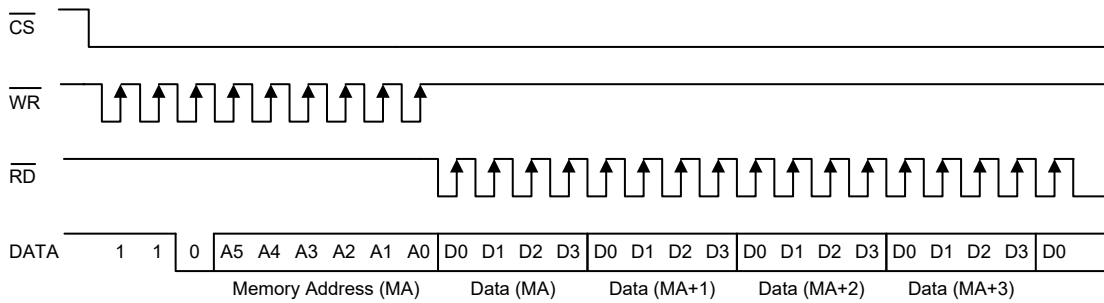 CS
WR
RD
DATA 1 1 0 A5 A4 A3 A2 A1 A0 D0 D1 D2 D3 D0 D1 D2 D3 D0 D1 D2 D3 D0 D1 D2 D3 D0
Memory Address (MA) Data (MA) Data (MA+1) Data (MA+2) Data (MA+3)